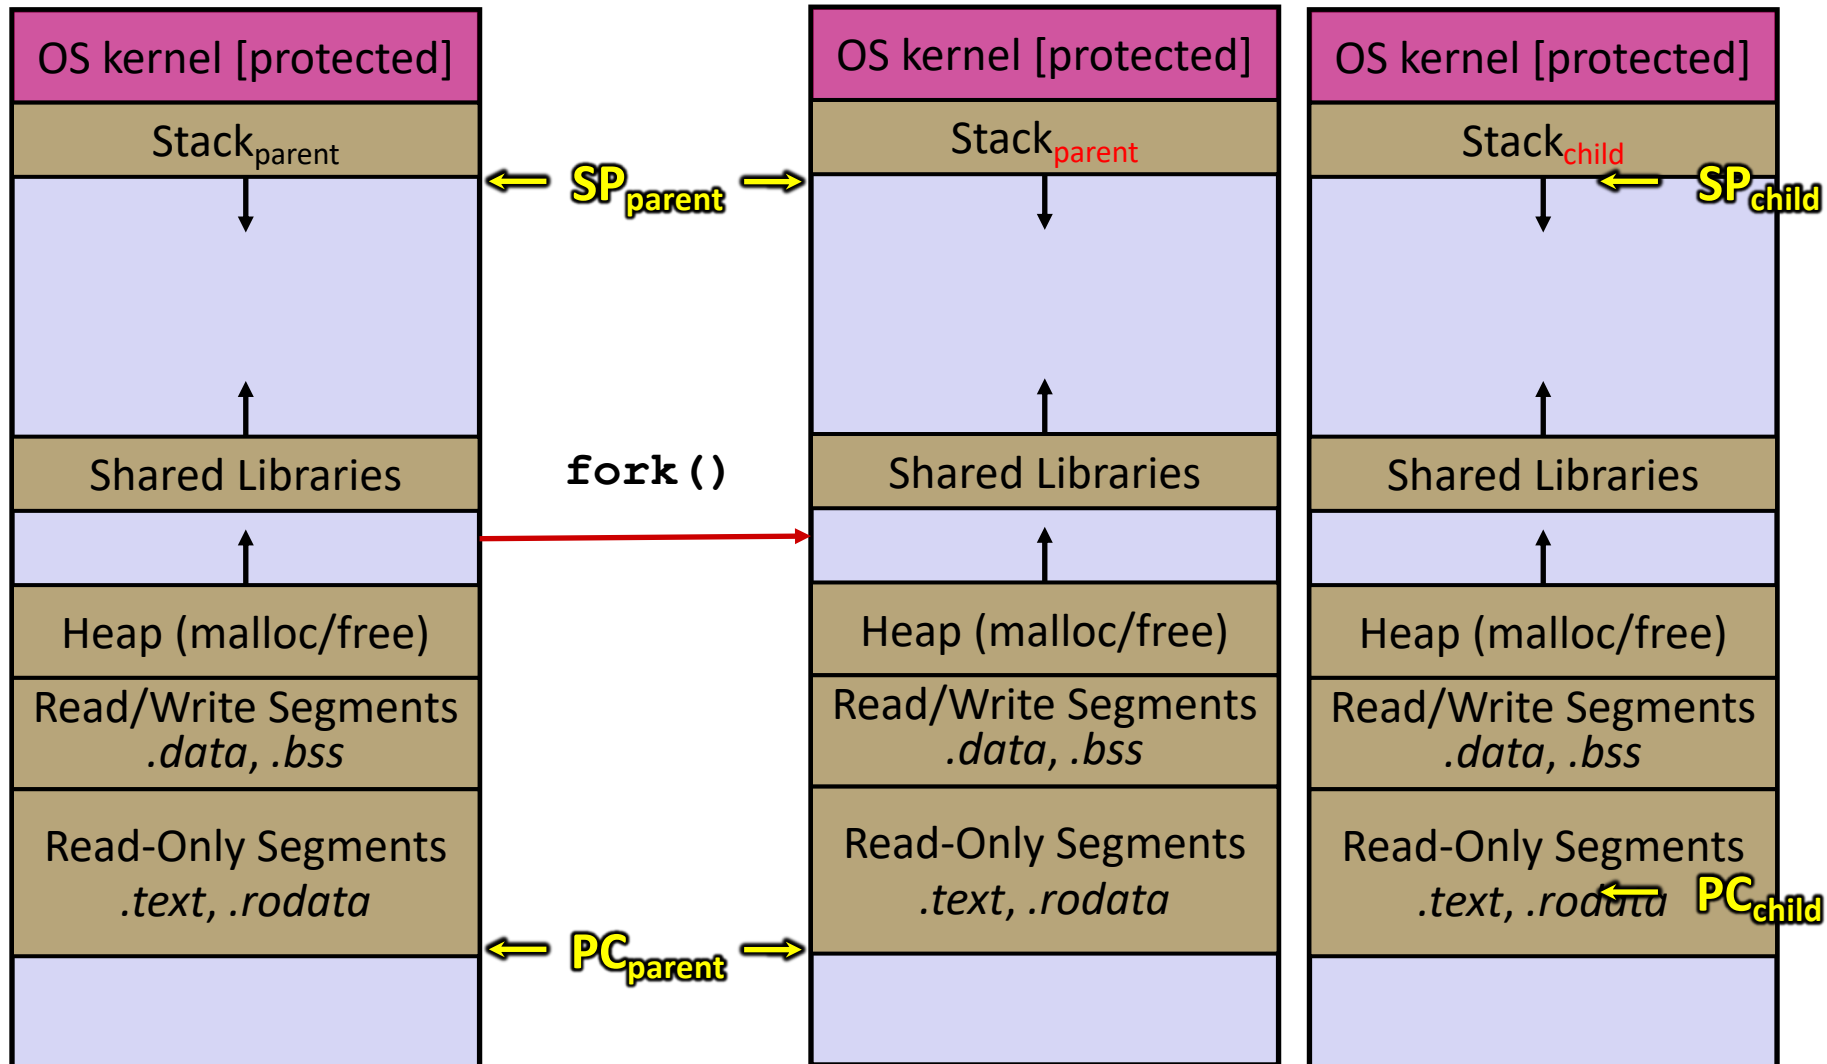 OS kernel [protected]
Stackparent
Shared Libraries
Heap (malloc/free)
Read/Write Segments
.data, .bss
Read-Only Segments
.text, .rodata
SPparent
fork()
PCparent
OS kernel [protected]
Stackparent
Shared Libraries
Heap (malloc/free)
Read/Write Segments
.data, .bss
Read-Only Segments
.text, .rodata
OS kernel [protected]
Stackchild
SPchild
Shared Libraries
Heap (malloc/free)
Read/Write Segments
.data, .bss
Read-Only Segments
.text, .rodata
PCchild